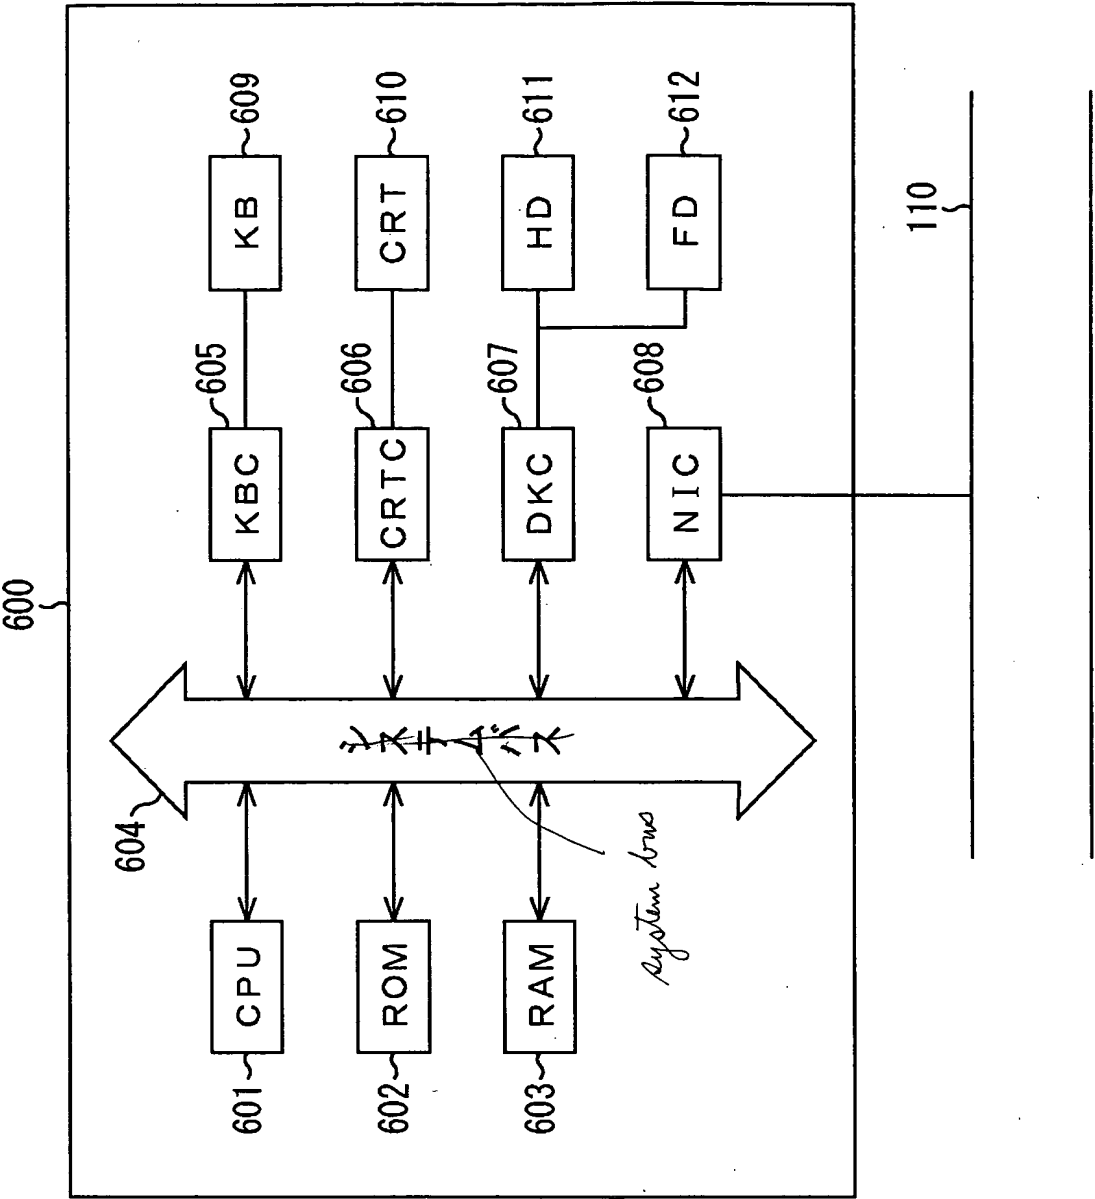 600
601 CPU
602 ROM
603 RAM
604
システムバス
system bus
605 KBC
606 CRTC
607 DKC
608 NIC
KB 609
CRT 610
HD 611
FD 612
110